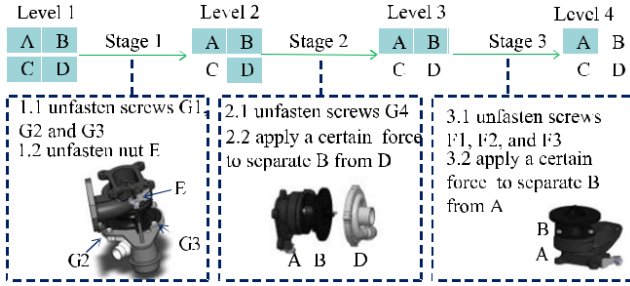 Level 1
Level 2
Level 3
Level 4
A B
Stage 1
A B
Stage 2
A B
Stage 3
A B
C D
C D
C D
C D
1.1 unfasten screws G1,
G2 and G3
1.2 unfasten nut E
E
G3
G2
2.1 unfasten screws G4
2.2 apply a certain force
to separate B from D
A B D
3.1 unfasten screws
F1, F2, and F3
3.2 apply a certain
force to separate B
from A
B
A